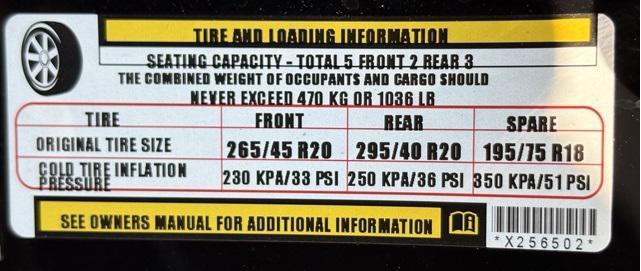 TIRE AND LOADING INFORMATION
SEATING CAPACITY - TOTAL 5 FRONT 2 REAR 3
THE COMBINED WEIGHT OF OCCUPANTS AND CARGO SHOULD
NEVER EXCEED 470 KG OR 1036 LB
TIRE FRONT REAR SPARE
ORIGINAL TIRE SIZE 265/45 R20 295/40 R20 195/75 R18
COLD TIRE INFLATION
PRESSURE 230 KPA/33 PSI 250 KPA/36 PSI 350 KPA/51 PSI
SEE OWNERS MANUAL FOR ADDITIONAL INFORMATION
*X256502*